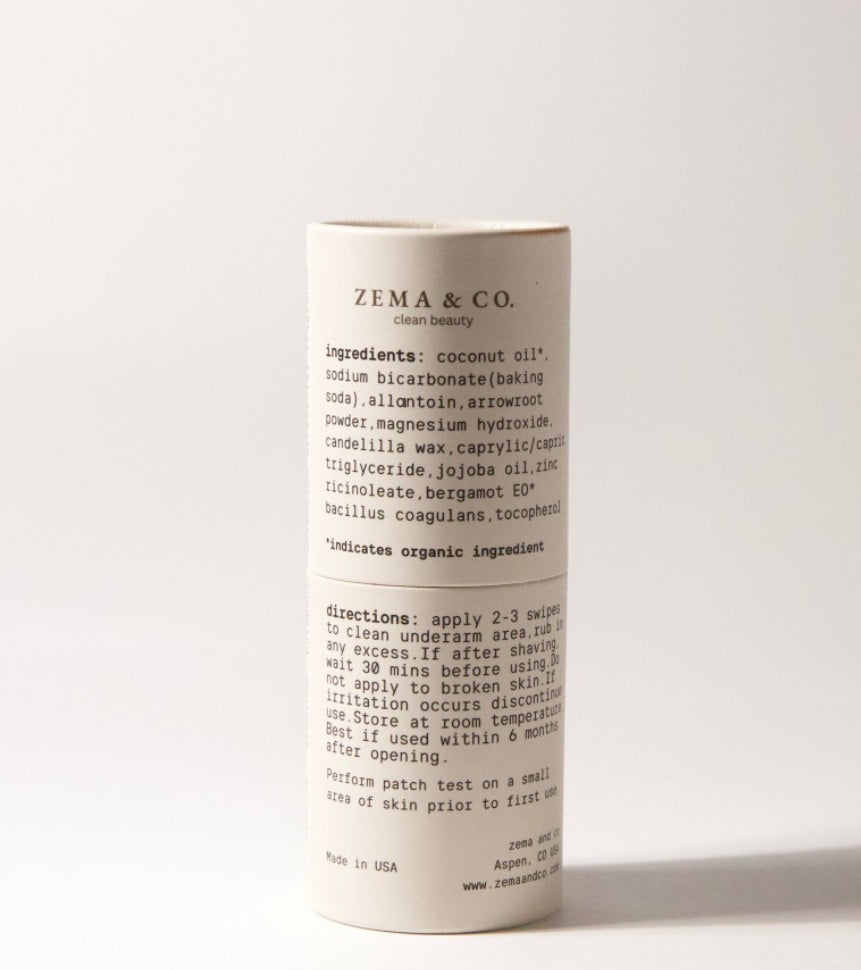 ZEMA & CO.
clean beauty
ingredients: coconut oil*,
sodium bicarbonate(baking
soda),allantoin,arrowroot
powder,magnesium hydroxide,
candelilla wax,caprylic/capric
triglyceride,jojoba oil,zinc
ricinoleate,bergamot EO*
bacillus coagulans,tocopherol
*indicates organic ingredient
directions: apply 2-3 swipes
to clean underarm area,rub in
any excess.If after shaving,
wait 30 mins before using.Do
not apply to broken skin.If
irritation occurs discontinue
use.Store at room temperature.
Best if used within 6 months
after opening.
Perform patch test on a small
area of skin prior to first use.
Made in USA
zema and co
Aspen, CO USA
www.zemaandco.com